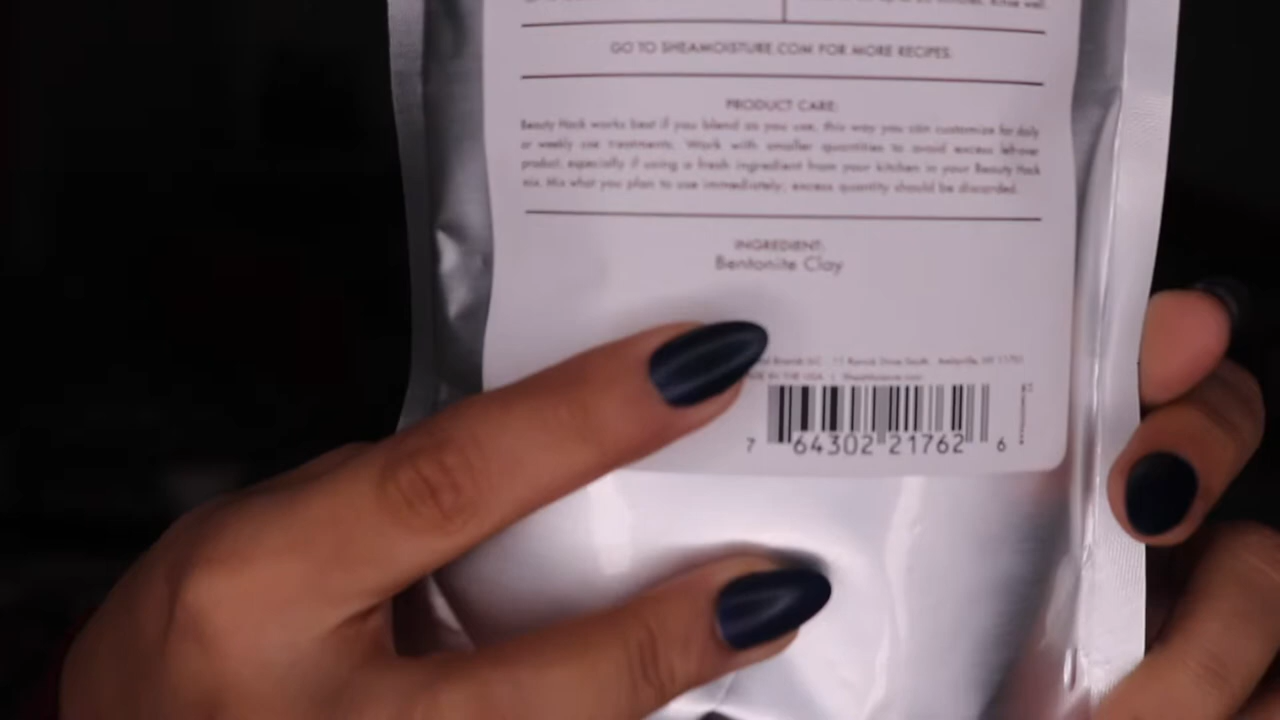 GO TO SHEAMOISTURE.COM FOR MORE RECIPES.
PRODUCT CARE:
Beauty Hack works best if you blend as you use, this way you can customize for daily
or weekly use treatments. Work with smaller quantities to avoid excess leftover
product, especially if using a fresh ingredient from your kitchen in your Beauty Hack
mix. Mix what you plan to use immediately; excess quantity should be discarded.
INGREDIENT:
Bentonite Clay
IN THE USA
7 64302 21762 6